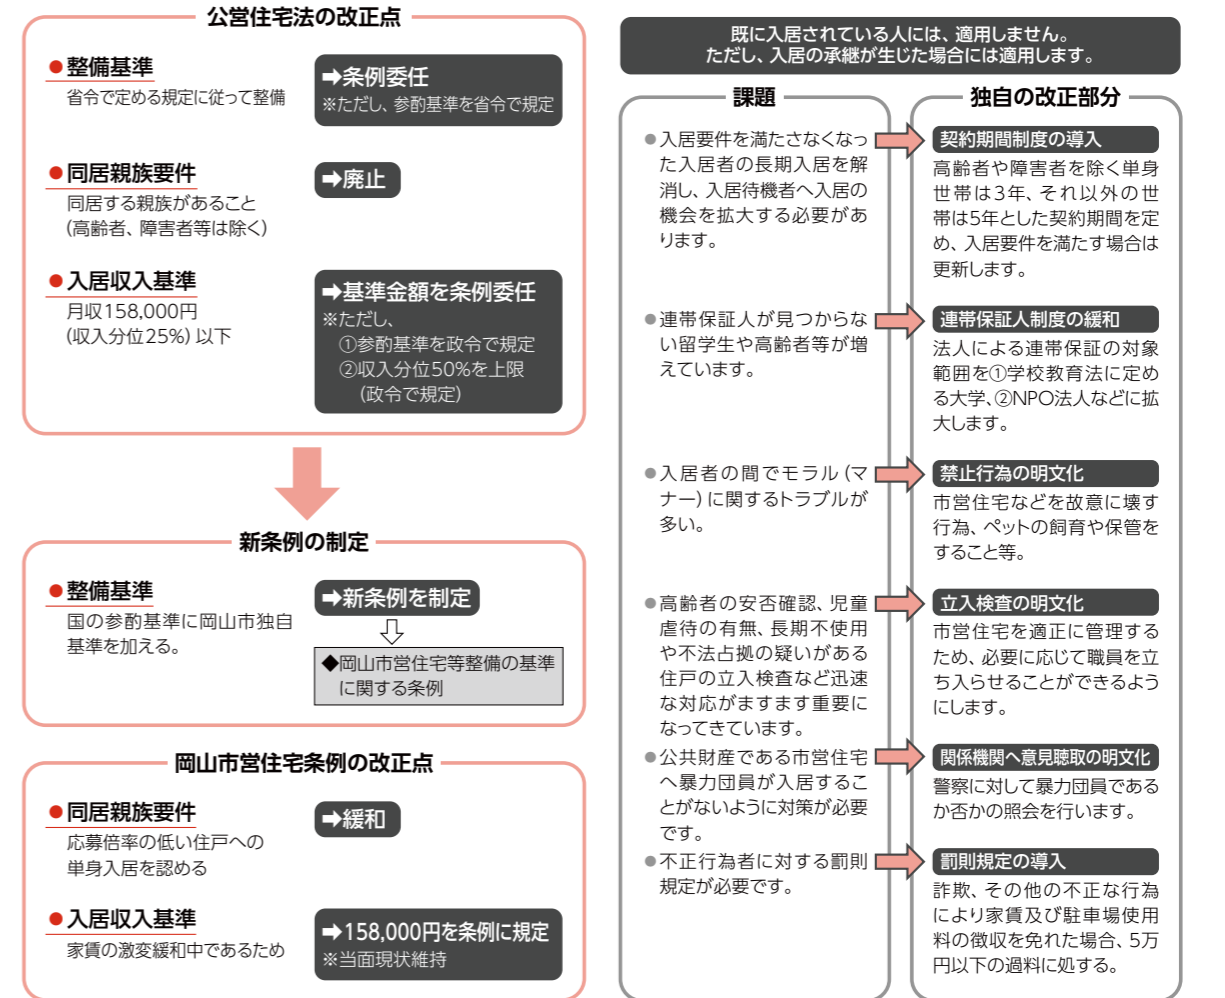 公営住宅法の改正点
●整備基準
省令で定める規定に従って整備
➡条例委任
※ただし、参酌基準を省令で規定
●同居親族要件
同居する親族があること
(高齢者、障害者等は除く)
➡廃止
●入居収入基準
月収158,000円
(収入分位25%) 以下
➡基準金額を条例委任
※ただし、
①参酌基準を政令で規定
②収入分位50%を上限
(政令で規定)
新条例の制定
●整備基準
国の参酌基準に岡山市独自
基準を加える。
➡新条例を制定
◆岡山市営住宅等整備の基準
に関する条例
岡山市営住宅条例の改正点
●同居親族要件
応募倍率の低い住戸への
単身入居を認める
➡緩和
●入居収入基準
家賃の激変緩和中であるため
➡158,000円を条例に規定
※当面現状維持
既に入居されている人には、適用しません。
ただし、入居の承継が生じた場合には適用します。
課題
独自の改正部分
●入居要件を満たさなくなっ
た入居者の長期入居を解
消し、入居待機者へ入居の
機会を拡大する必要があ
ります。
契約期間制度の導入
高齢者や障害者を除く単身
世帯は3年、それ以外の世
帯は5年とした契約期間を定
め、入居要件を満たす場合は
更新します。
●連帯保証人が見つからな
い留学生や高齢者等が増
えています。
連帯保証人制度の緩和
法人による連帯保証の対象
範囲を①学校教育法に定め
る大学、②NPO法人などに拡
大します。
●入居者の間でモラル (マ
ナー) に関するトラブルが
多い。
禁止行為の明文化
市営住宅などを故意に壊す
行為、ペットの飼育や保管を
すること等。
●高齢者の安否確認、児童
虐待の有無、長期不使用
や不法占拠の疑いがある
住戸の立入検査など迅速
な対応がますます重要に
なってきています。
立入検査の明文化
市営住宅を適正に管理する
ため、必要に応じて職員を立
ち入らせることができるよう
にします。
●公共財産である市営住宅
へ暴力団員が入居するこ
とがないように対策が必要
です。
関係機関へ意見聴取の明文化
警察に対して暴力団員である
か否かの照会を行います。
●不正行為者に対する罰則
規定が必要です。
罰則規定の導入
詐欺、その他の不正な行為
により家賃及び駐車場使用
料の徴収を免れた場合、5万
円以下の過料に処する。